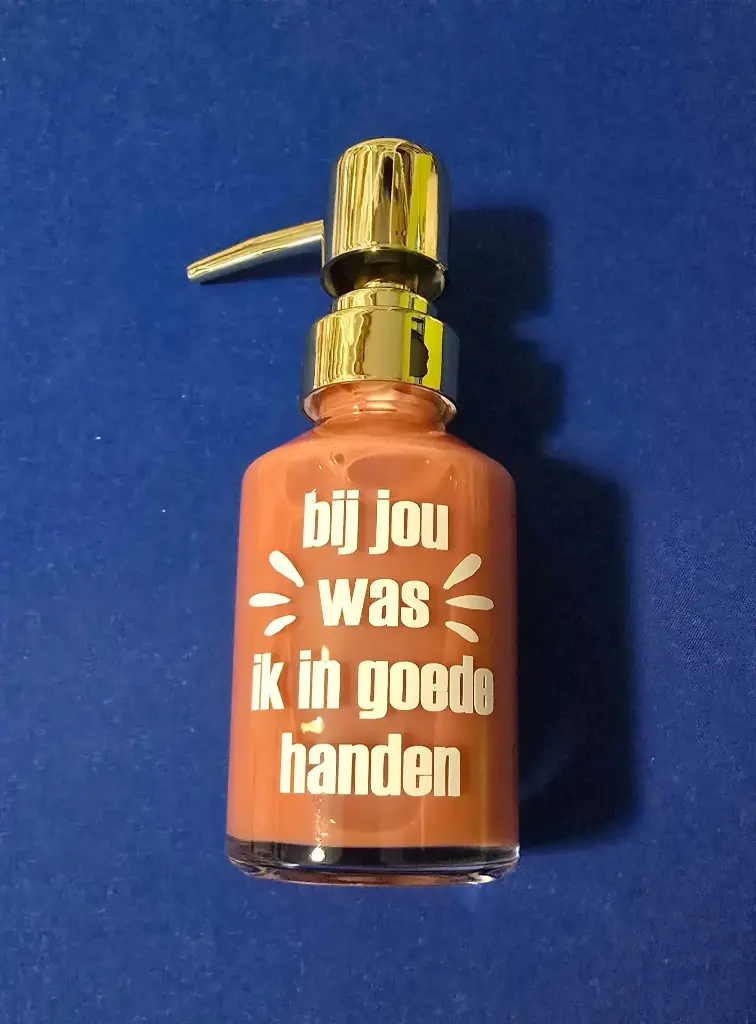 bij jou
was
ik in goede
handen